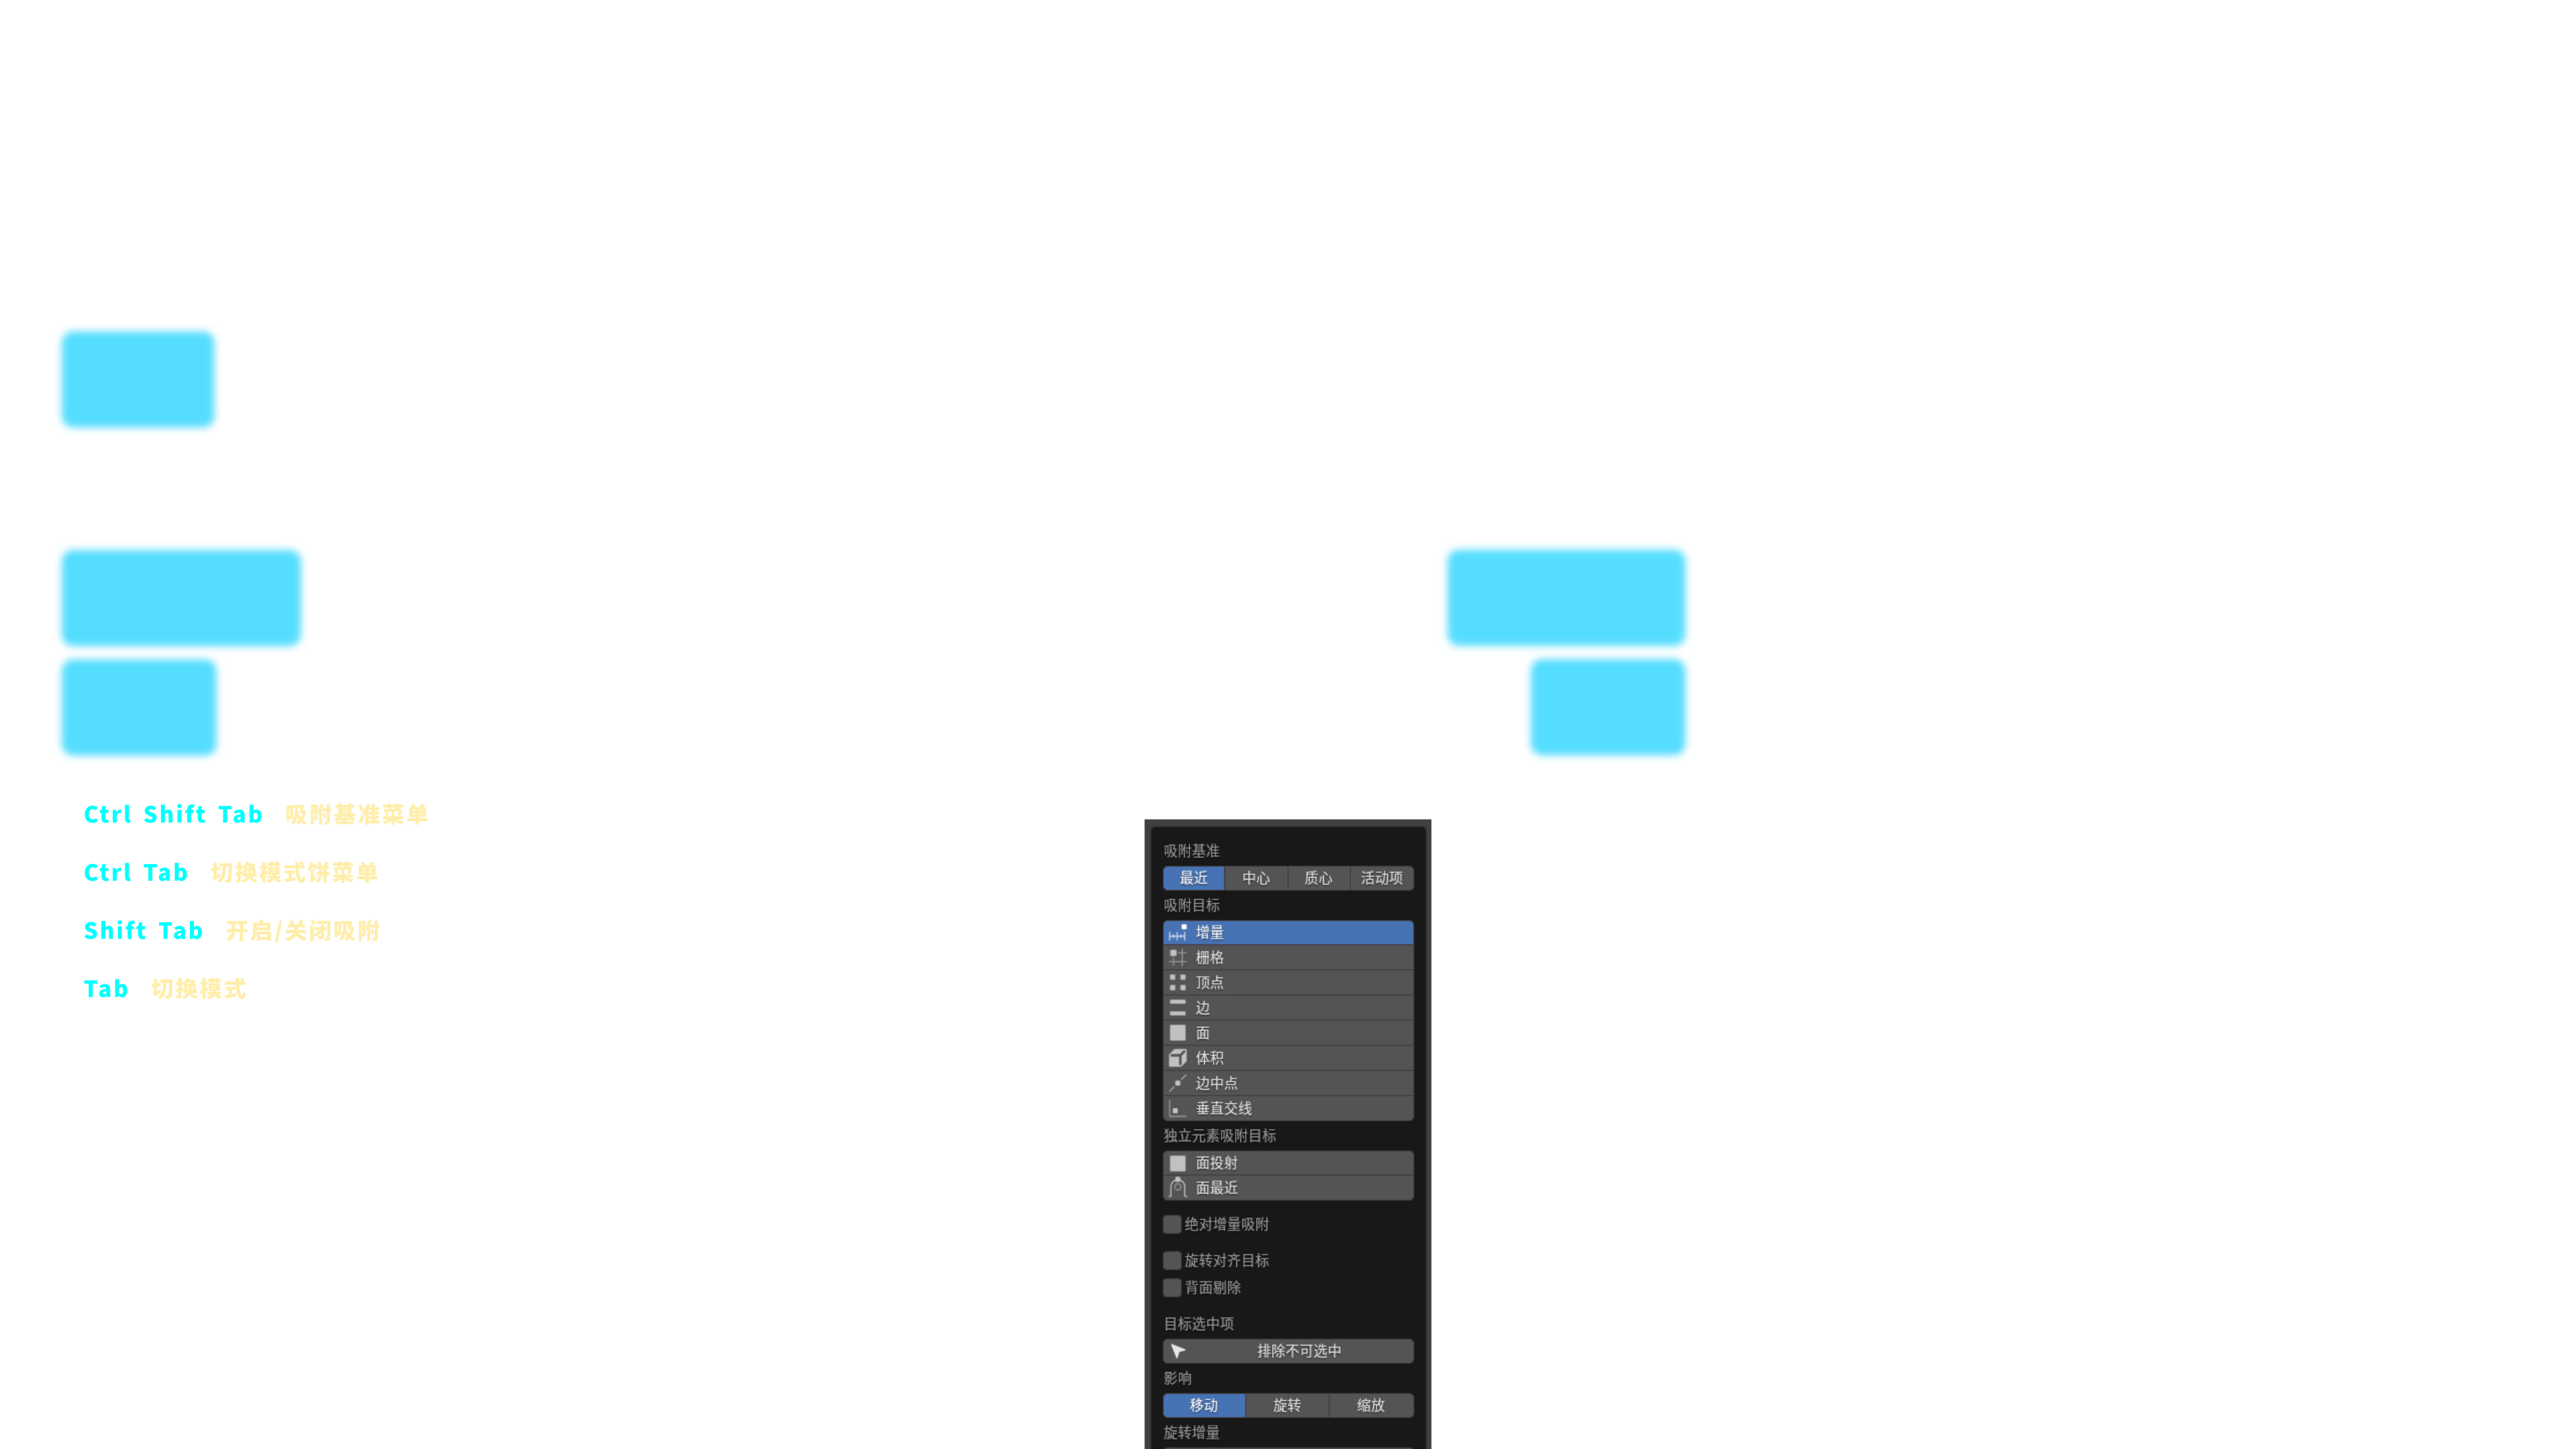 Ctrl Shift Tab 吸附基准菜单
Ctrl Tab 切换模式饼菜单
Shift Tab 开启/关闭吸附
Tab 切换模式
吸附基准
最近 中心 质心 活动项
吸附目标
增量
栅格
顶点
边
面
体积
边中点
垂直交线
独立元素吸附目标
面投射
面最近
绝对增量吸附
旋转对齐目标
背面剔除
目标选中项
排除不可选中
影响
移动 旋转 缩放
旋转增量